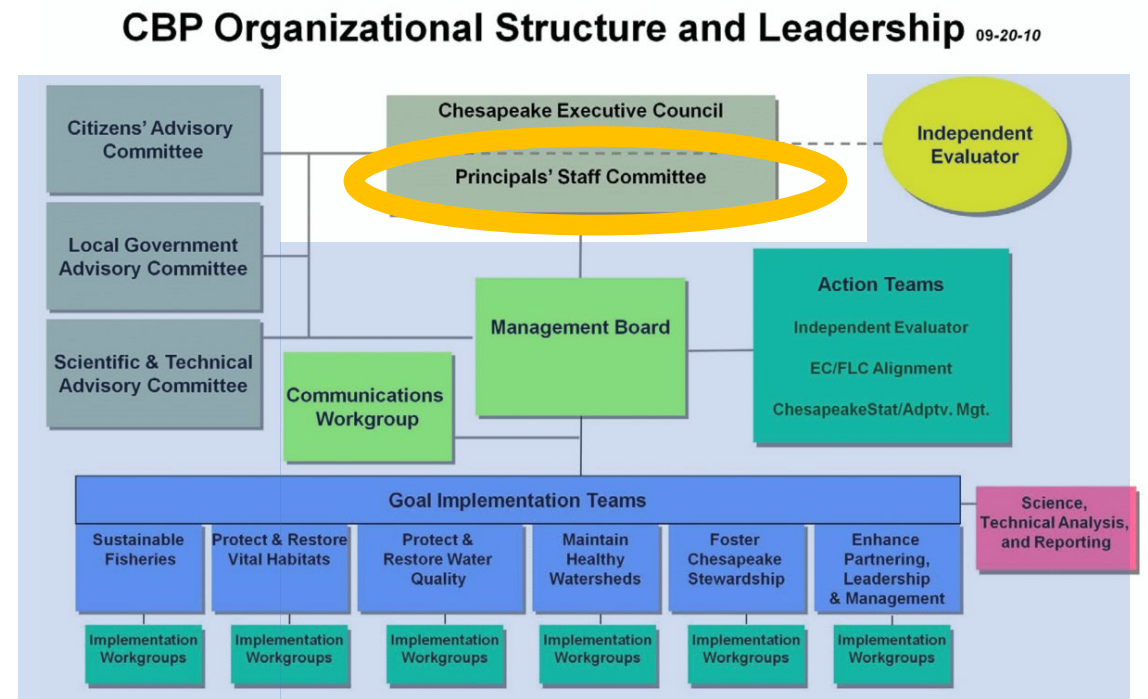 CBP Organizational Structure and Leadership 09-20-10
Citizens' Advisory
Committee
Local Government
Advisory Committee
Scientific & Technical
Advisory Committee
Chesapeake Executive Council
Principals' Staff Committee
Independent
Evaluator
Management Board
Action Teams
Independent Evaluator
EC/FLC Alignment
ChesapeakeStat/Adptv. Mgt.
Communications
Workgroup
Goal Implementation Teams
Science,
Technical Analysis,
and Reporting
Sustainable
Fisheries
Protect & Restore
Vital Habitats
Protect &
Restore Water
Quality
Maintain
Healthy
Watersheds
Foster
Chesapeake
Stewardship
Enhance
Partnering,
Leadership
& Management
Implementation
Workgroups
Implementation
Workgroups
Implementation
Workgroups
Implementation
Workgroups
Implementation
Workgroups
Implementation
Workgroups